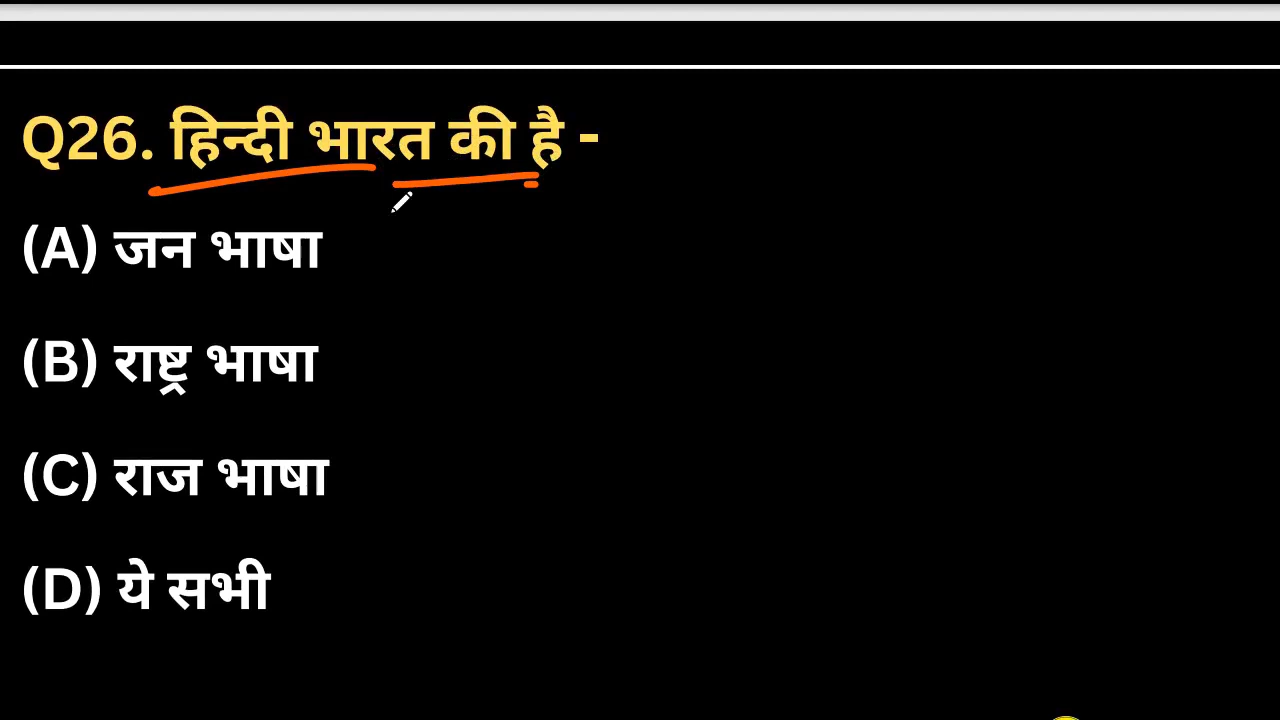 Q26. हिन्दी भारत की है -
(A) जन भाषा
(B) राष्ट्र भाषा
(C) राज भाषा
(D) ये सभी